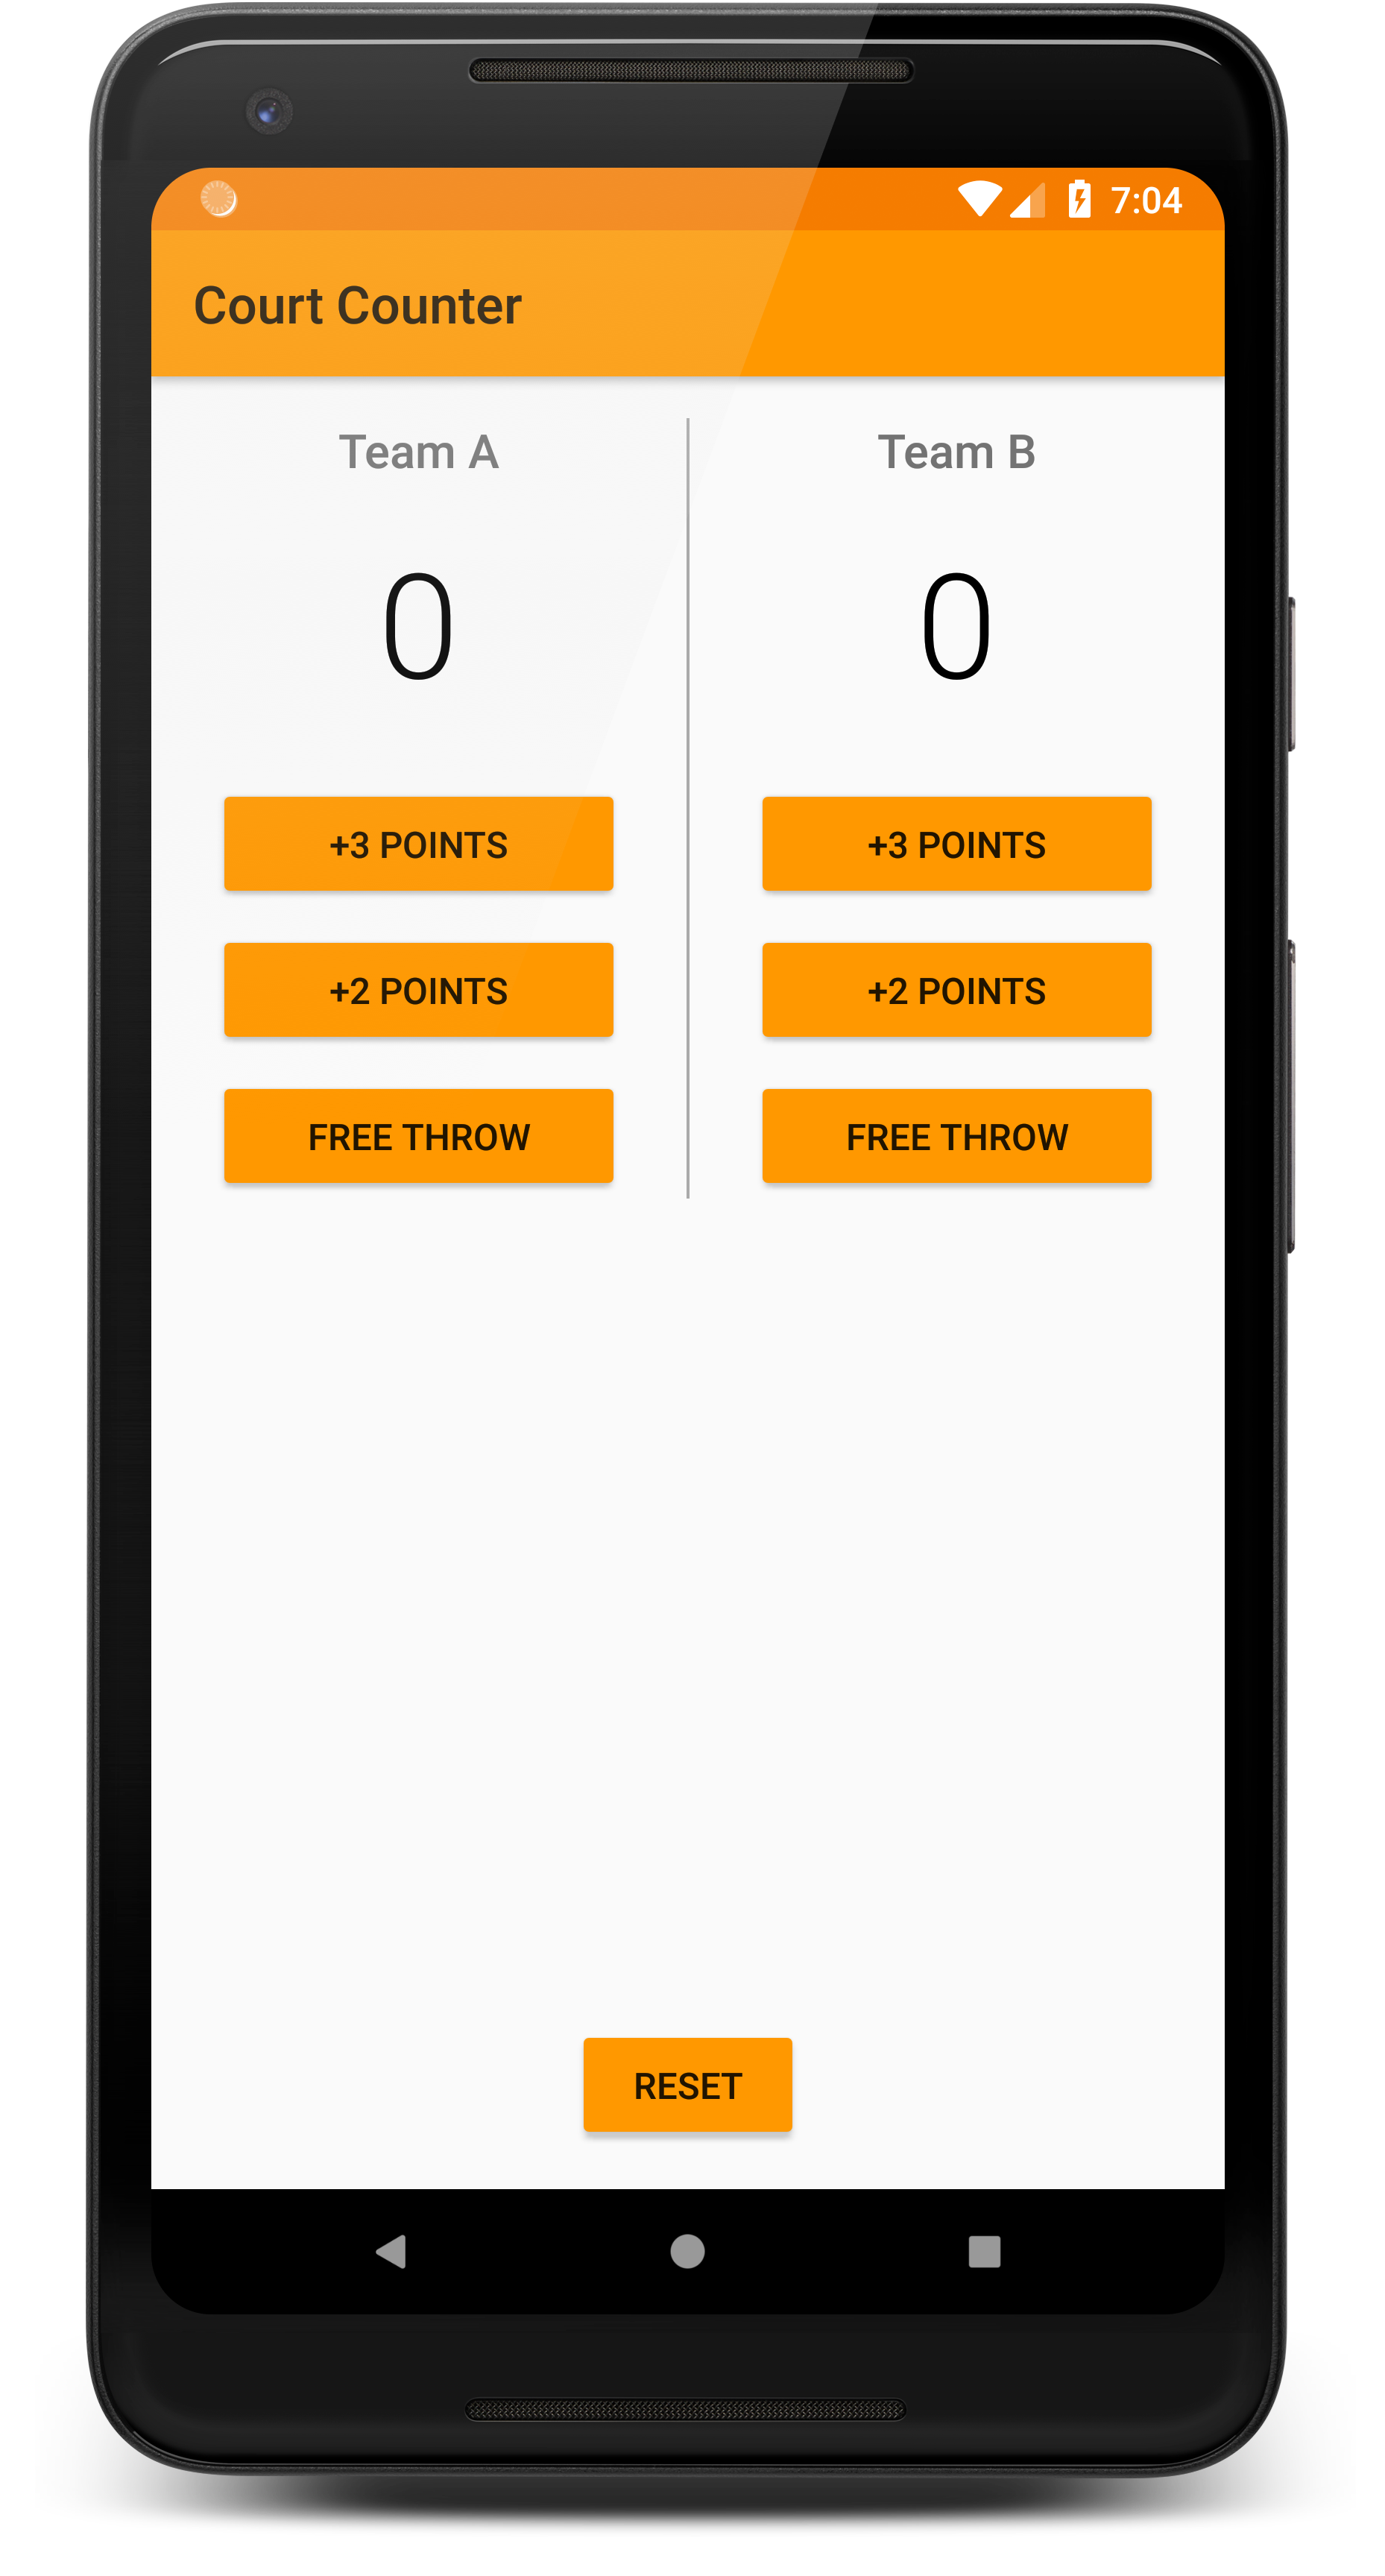 7:04
Court Counter
Team A
Team B
0
0
+3 POINTS
+3 POINTS
+2 POINTS
+2 POINTS
FREE THROW
FREE THROW
RESET